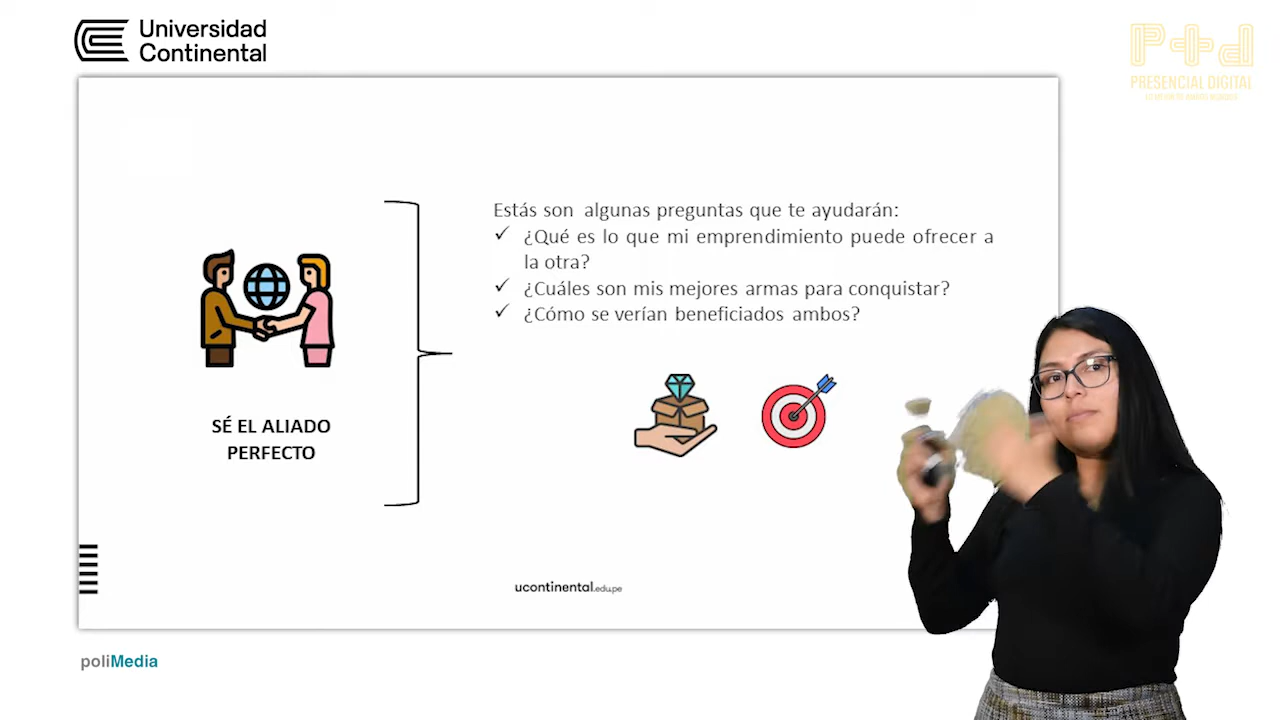 Universidad
Continental
P+d
PRESENCIAL DIGITAL
Estás son algunas preguntas que te ayudarán:
✓ ¿Qué es lo que mi emprendimiento puede ofrecer a
la otra?
✓ ¿Cuáles son mis mejores armas para conquistar?
✓ ¿Cómo se verían beneficiados ambos?
SÉ EL ALIADO
PERFECTO
ucontinental.edu.pe
poliMedia